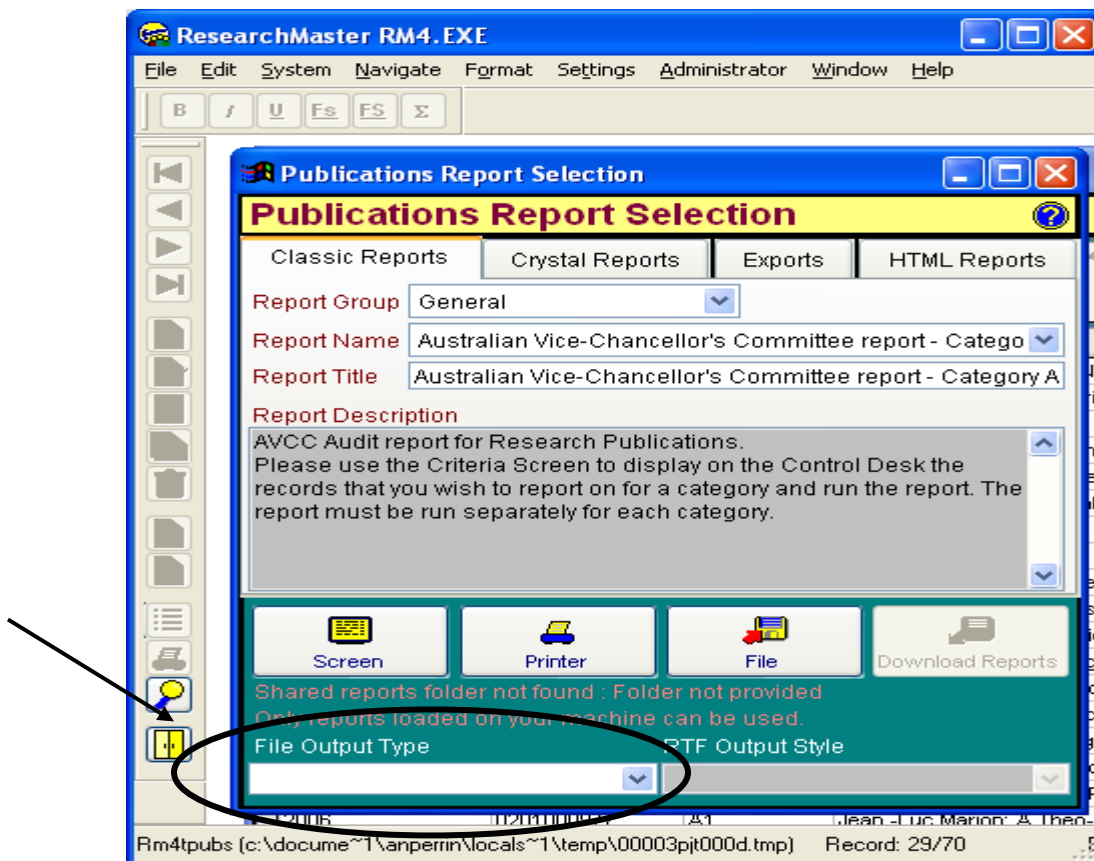 ResearchMaster RM4.EXE
File Edit System Navigate Format Settings Administrator Window Help
B I U Fs FS Σ
Publications Report Selection
Publications Report Selection
Classic Reports Crystal Reports Exports HTML Reports
Report Group General
Report Name Australian Vice-Chancellor's Committee report - Catego
Report Title Australian Vice-Chancellor's Committee report - Category A
Report Description
AVCC Audit report for Research Publications.
Please use the Criteria Screen to display on the Control Desk the
records that you wish to report on for a category and run the report. The
report must be run separately for each category.
Screen Printer File Download Reports
Shared reports folder not found : Folder not provided
Only reports loaded on your machine can be used.
File Output Type RTF Output Style
2006 A1 Jean -Luc Marion: A Theo-
Rm4tpubs (c:\docume~1\anperrin\locals~1\temp\00003pjt000d.tmp) Record: 29/70